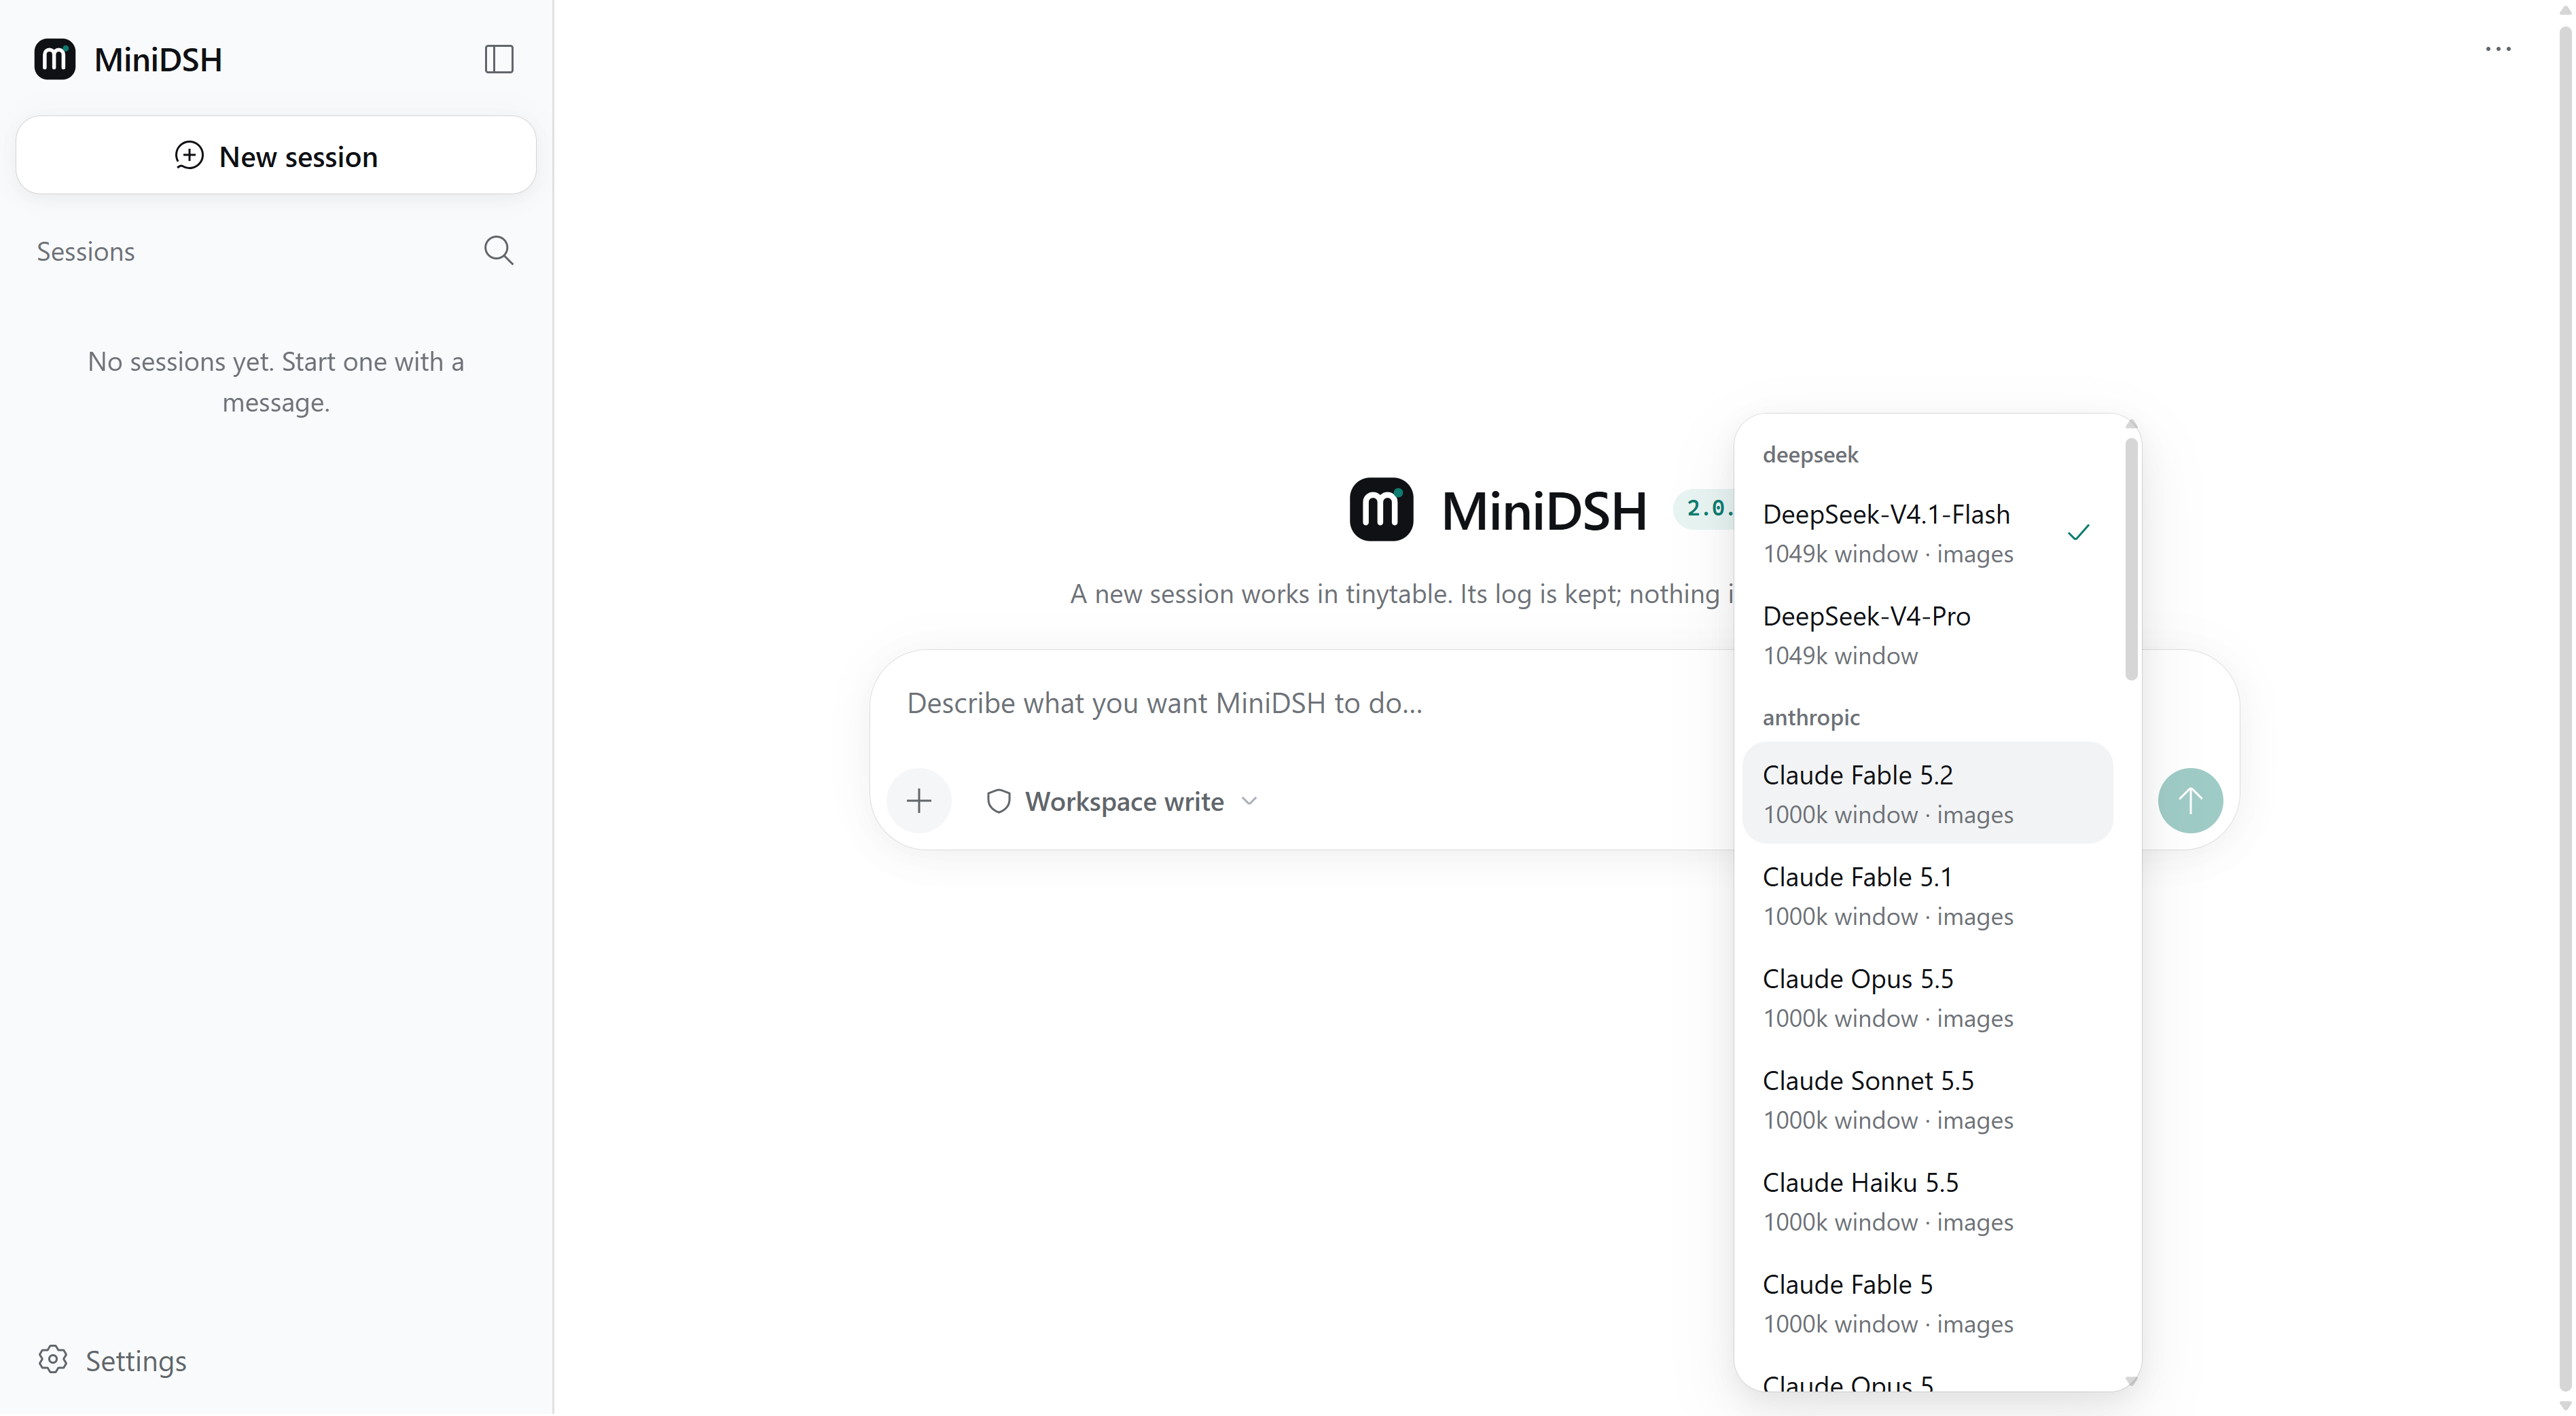 MiniDSH
New session
Sessions
No sessions yet. Start one with a
message.
Settings
MiniDSH 2.0.
A new session works in tinytable. Its log is kept; nothing
Describe what you want MiniDSH to do...
Workspace write
deepseek
DeepSeek-V4.1-Flash
1049k window · images
DeepSeek-V4-Pro
1049k window
anthropic
Claude Fable 5.2
1000k window · images
Claude Fable 5.1
1000k window · images
Claude Opus 5.5
1000k window · images
Claude Sonnet 5.5
1000k window · images
Claude Haiku 5.5
1000k window · images
Claude Fable 5
1000k window · images
Claude Opus 5